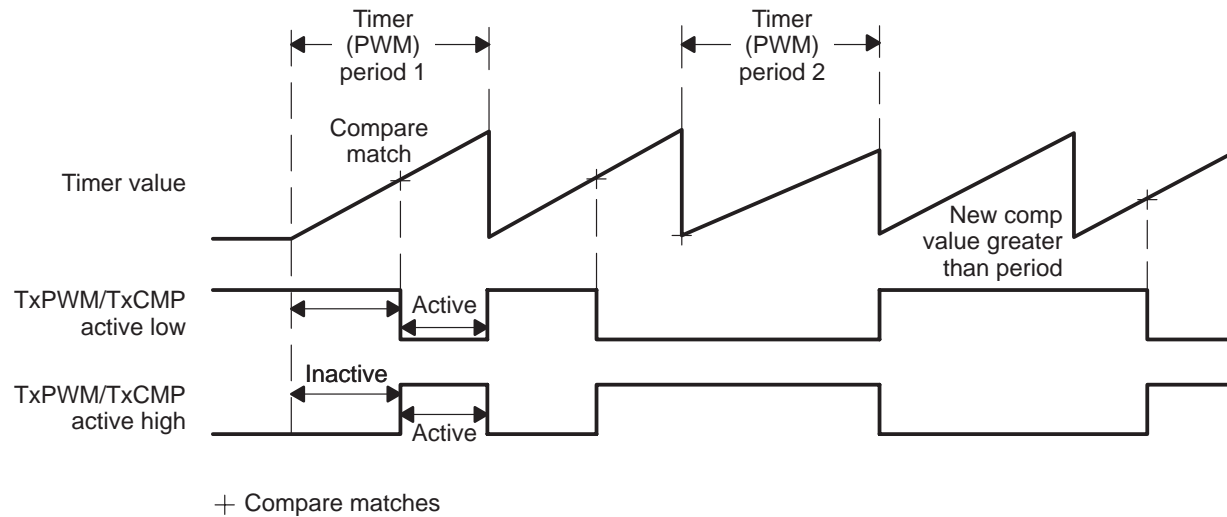 Timer
(PWM)
period 1
Timer
(PWM)
period 2
Compare
match
Timer value
New comp
value greater
than period
TxPWM/TxCMP
active low
Active
Inactive
TxPWM/TxCMP
active high
Active
+ Compare matches